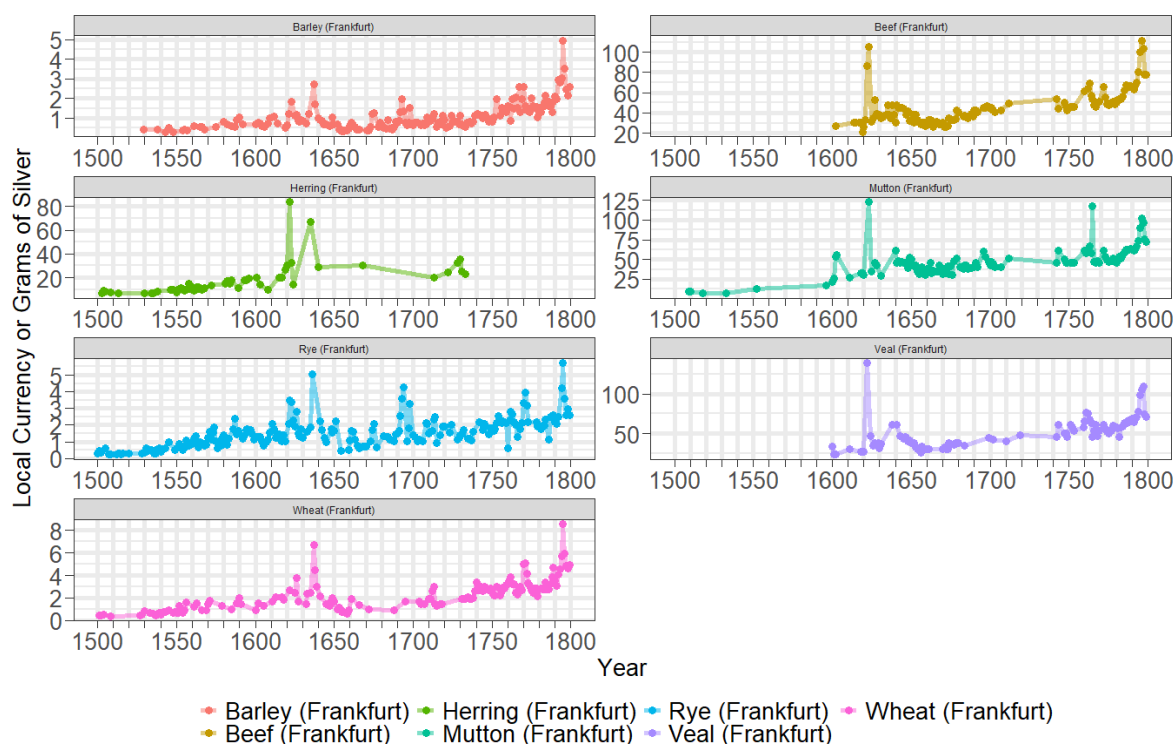 Local Currency or Grams of Silver
Barley (Frankfurt)
5
4
3
2
1
1500 1550 1600 1650 1700 1750 1800
Beef (Frankfurt)
100
80
60
40
20
1500 1550 1600 1650 1700 1750 1800
Herring (Frankfurt)
80
60
40
20
1500 1550 1600 1650 1700 1750 1800
Mutton (Frankfurt)
125
100
75
50
25
1500 1550 1600 1650 1700 1750 1800
Rye (Frankfurt)
5
4
3
2
1
0
1500 1550 1600 1650 1700 1750 1800
Veal (Frankfurt)
100
50
1500 1550 1600 1650 1700 1750 1800
Wheat (Frankfurt)
8
6
4
2
0
1500 1550 1600 1650 1700 1750 1800
Year
Barley (Frankfurt) Herring (Frankfurt) Rye (Frankfurt) Wheat (Frankfurt)
Beef (Frankfurt) Mutton (Frankfurt) Veal (Frankfurt)